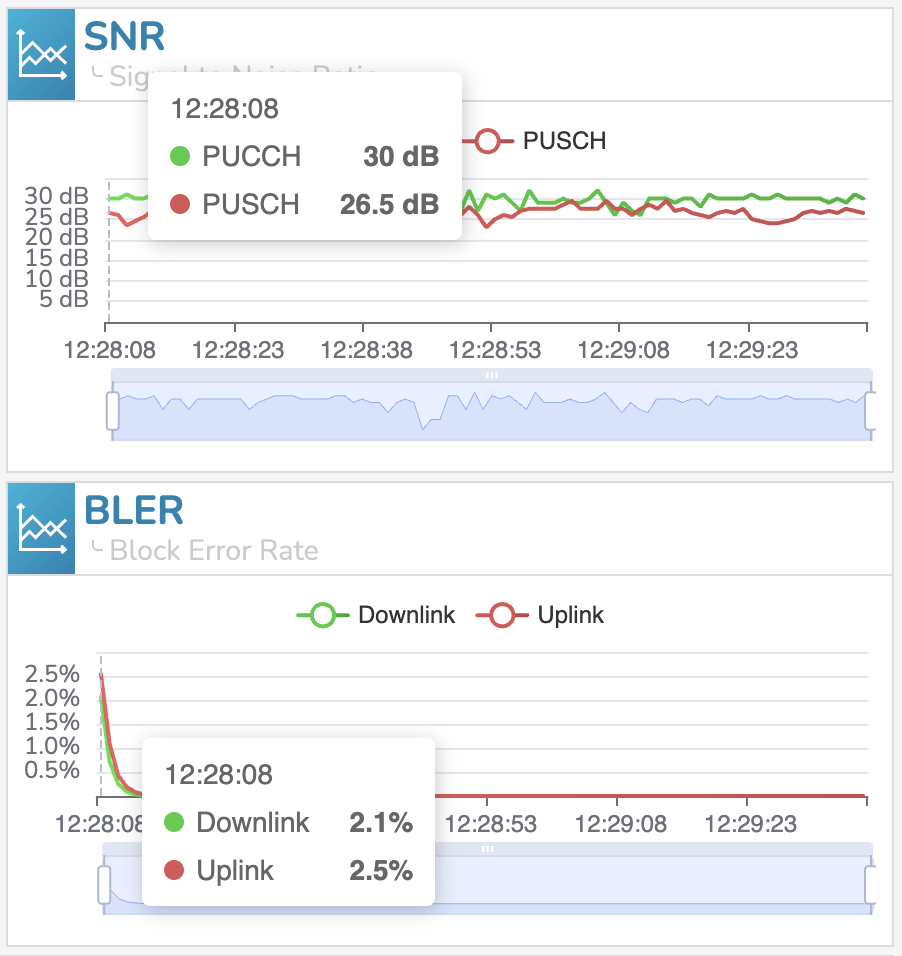 SNR
Signal to Noise Ratio
12:28:08
PUCCH 30 dB
PUSCH 26.5 dB
PUSCH
30 dB
25 dB
20 dB
15 dB
10 dB
5 dB
12:28:08 12:28:23 12:28:38 12:28:53 12:29:08 12:29:23
BLER
Block Error Rate
Downlink Uplink
2.5%
2.0%
1.5%
1.0%
0.5%
12:28:08 12:28:53 12:29:08 12:29:23
12:28:08
Downlink 2.1%
Uplink 2.5%